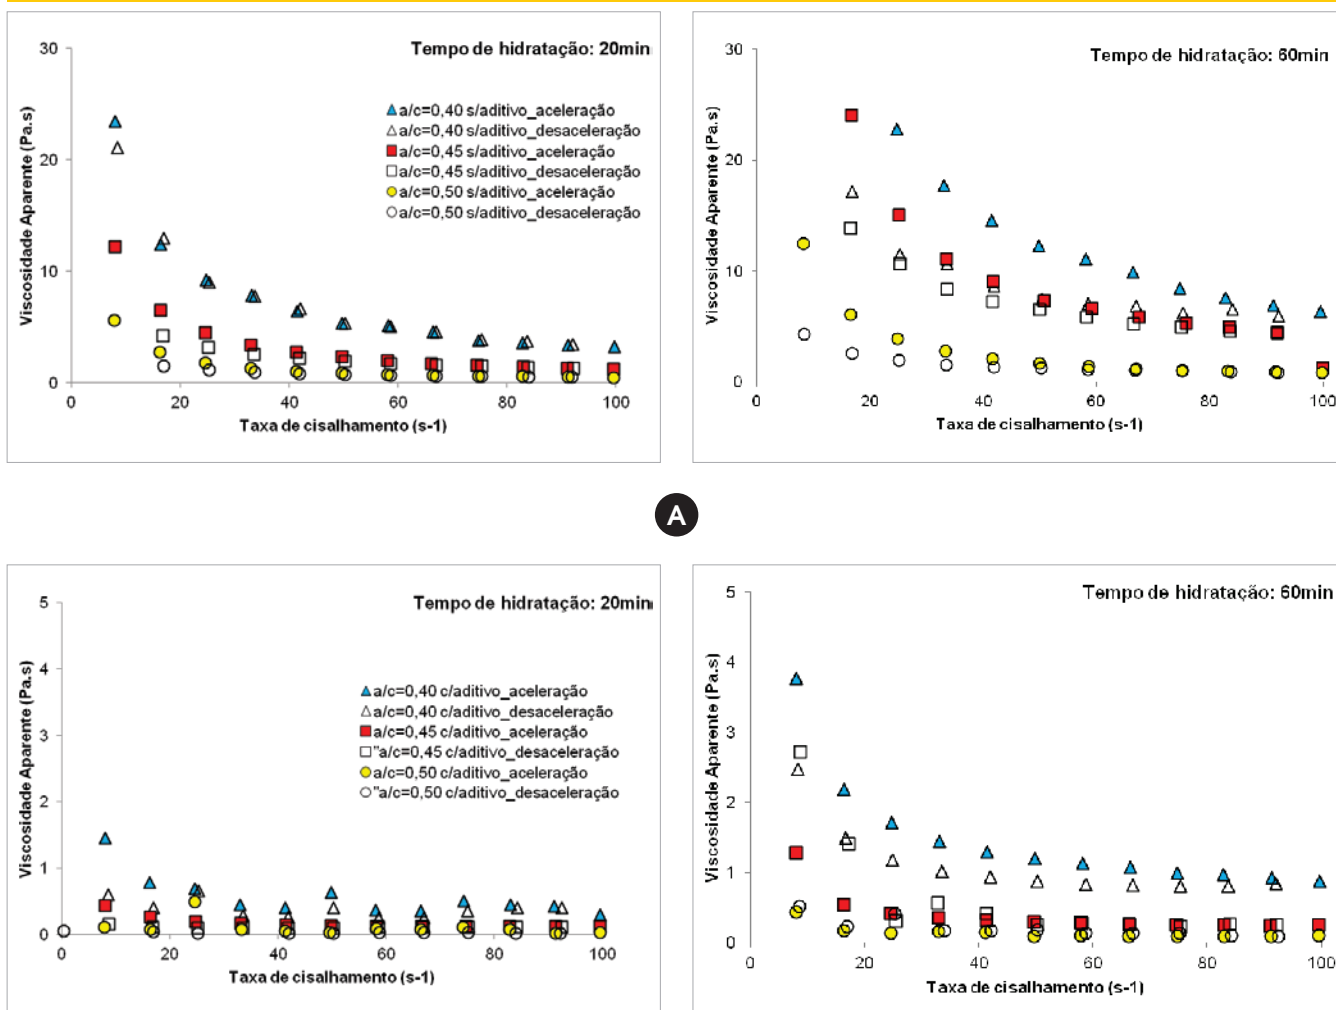 Tempo de hidratação: 20min
30
20
10
0
0 20 40 60 80 100
Viscosidade Aparente (Pa.s)
Taxa de cisalhamento (s-1)
a/c=0,40 s/aditivo_aceleração
a/c=0,40 s/aditivo_desaceleração
a/c=0,45 s/aditivo_aceleração
a/c=0,45 s/aditivo_desaceleração
a/c=0,50 s/aditivo_aceleração
a/c=0,50 s/aditivo_desaceleração
Tempo de hidratação: 60min
30
20
10
0
0 20 40 60 80 100
Viscosidade Aparente (Pa.s)
Taxa de cisalhamento (s-1)
A
Tempo de hidratação: 20min
5
4
3
2
1
0
0 20 40 60 80 100
Viscosidade Aparente (Pa.s)
Taxa de cisalhamento (s-1)
a/c=0,40 c/aditivo_aceleração
a/c=0,40 c/aditivo_desaceleração
a/c=0,45 c/aditivo_aceleração
"a/c=0,45 c/aditivo_desaceleração
a/c=0,50 c/aditivo_aceleração
"a/c=0,50 c/aditivo_desaceleração
Tempo de hidratação: 60min
5
4
3
2
1
0
0 20 40 60 80 100
Viscosidade Aparente (Pa.s)
Taxa de cisalhamento (s-1)